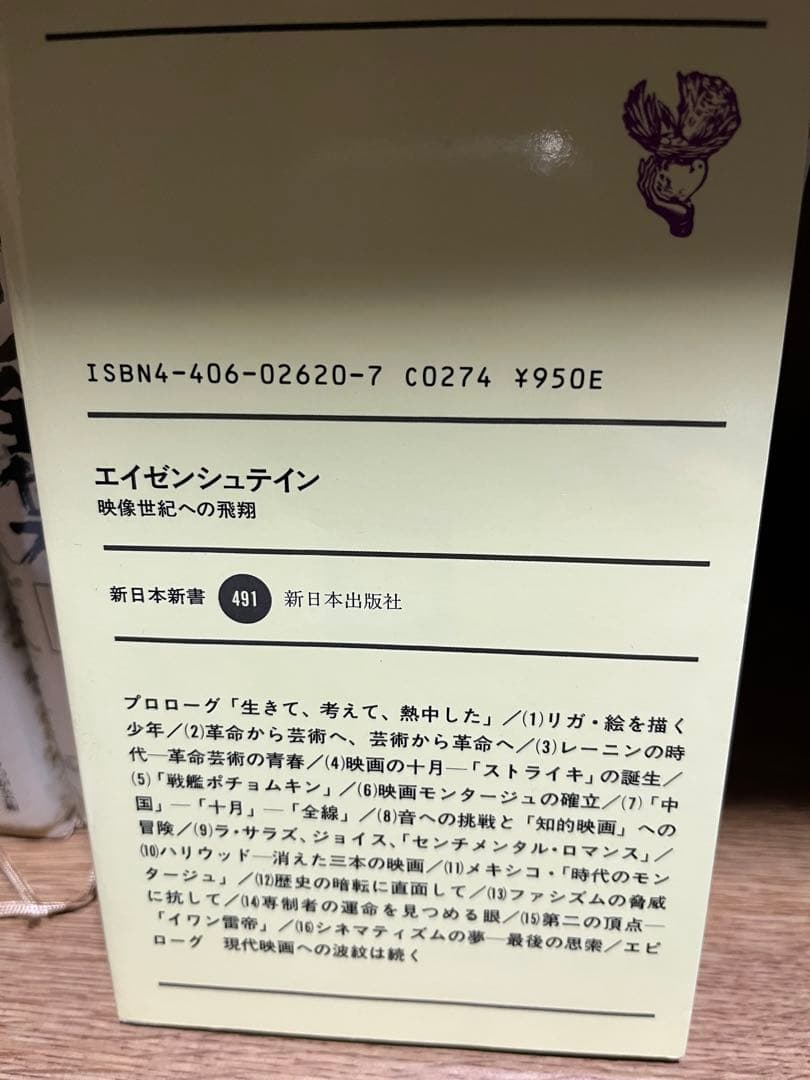 ISBN4-406-02620-7 C0274 ¥950E
エイゼンシュテイン
映像世紀への飛翔
新日本新書 491 新日本出版社
プロローグ「生きて、考えて、熱中した」／⑴リガ・絵を描く
少年／⑵革命から芸術へ、芸術から革命へ／⑶レーニンの時
代―革命芸術の青春／⑷映画の十月―「ストライキ」の誕生／
⑸「戦艦ポチョムキン」／⑹映画モンタージュの確立／⑺「中
国」―「十月」―「全線」／⑻音への挑戦と「知的映画」への
冒険／⑼ラ・サラズ、ジョイス、「センチメンタル・ロマンス」／
⑽ハリウッド―消えた三本の映画／⑾メキシコ・「時代のモン
タージュ」／⑿歴史の暗転に直面して／⒀ファシズムの脅威
に抗して／⒁専制者の運命を見つめる眼／⒂第二の頂点―
「イワン雷帝」／⒃シネマティズムの夢―最後の思索／エピ
ローグ　現代映画への波紋は続く